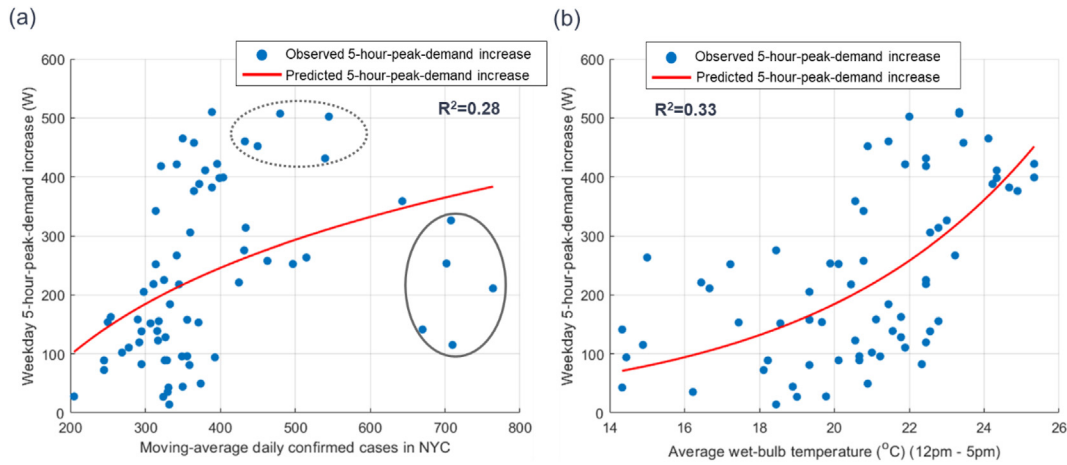 (a)
Observed 5-hour-peak-demand increase
Predicted 5-hour-peak-demand increase
R²=0.28
Weekday 5-hour-peak-demand increase (W)
600
500
400
300
200
100
0
200 300 400 500 600 700 800
Moving-average daily confirmed cases in NYC
(b)
Observed 5-hour-peak-demand increase
Predicted 5-hour-peak-demand increase
R²=0.33
Weekday 5-hour-peak-demand increase (W)
600
500
400
300
200
100
0
14 16 18 20 22 24 26
Average wet-bulb temperature (°C) (12pm - 5pm)